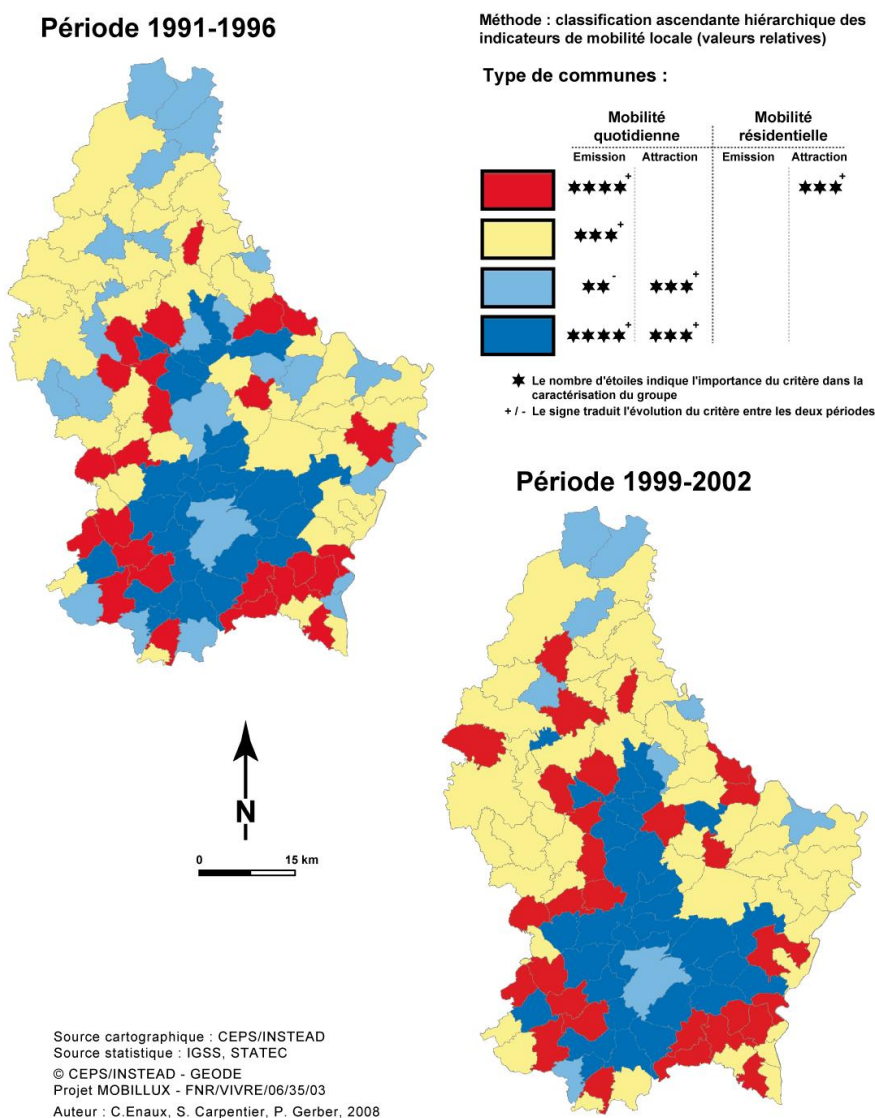 Période 1991-1996
Méthode : classification ascendante hiérarchique des
indicateurs de mobilité locale (valeurs relatives)
Type de communes :
Mobilité
quotidienne
Mobilité
résidentielle
Emission
Attraction
Emission
Attraction
+
+
+
-
+
+
+
Le nombre d'étoiles indique l'importance du critère dans la
caractérisation du groupe
+ / - Le signe traduit l'évolution du critère entre les deux périodes
Période 1999-2002
N
0 15 km
Source cartographique : CEPS/INSTEAD
Source statistique : IGSS, STATEC
© CEPS/INSTEAD - GEODE
Projet MOBILLUX - FNR/VIVRE/06/35/03
Auteur : C.Enaux, S. Carpentier, P. Gerber, 2008